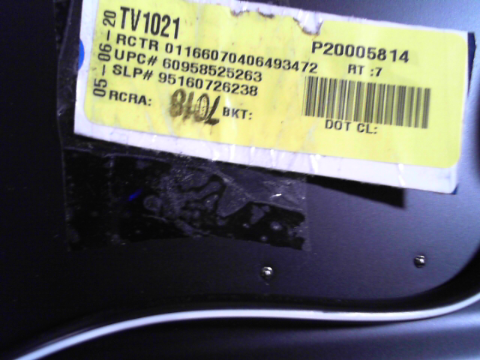 05-06-20
TV1021
P20005814
RCTR 01166070406493472
RT :7
UPC# 60958525263
SLP# 95160726238
RCRA:
7018
BKT:
DOT CL: